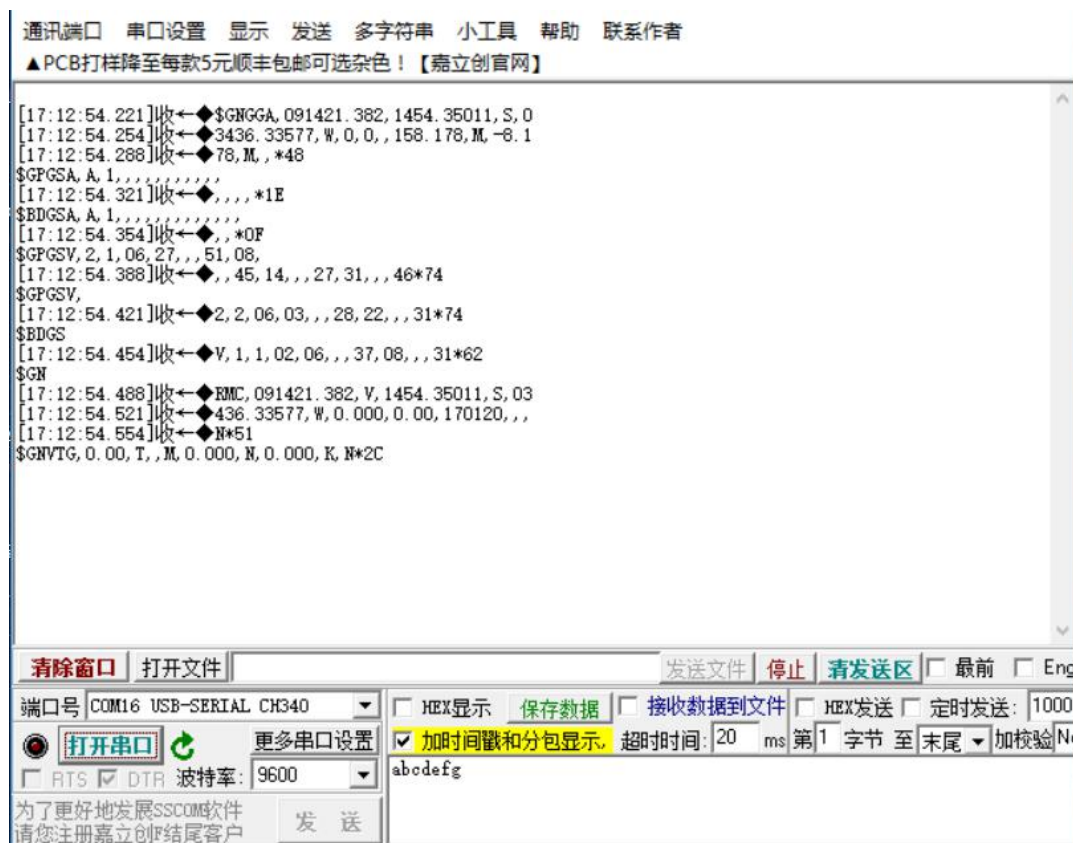 通讯端口 串口设置 显示 发送 多字符串 小工具 帮助 联系作者
▲PCB打样降至每款5元顺丰包邮可选杂色！【嘉立创官网】
[17:12:54.221]收←◆$GNGGA,091421.382,1454.35011,S,0
[17:12:54.254]收←◆3436.33577,W,0,0,,158.178,M,-8.1
[17:12:54.288]收←◆78,M,,*48
$GPGSA,A,1,,,,,,,,,,,
[17:12:54.321]收←◆,,,,*1E
$BDGSA,A,1,,,,,,,,,,,,,
[17:12:54.354]收←◆,,*0F
$GPGSV,2,1,06,27,,,51,08,
[17:12:54.388]收←◆,,45,14,,,27,31,,,46*74
$GPGSV,
[17:12:54.421]收←◆2,2,06,03,,,28,22,,,31*74
$BDGS
[17:12:54.454]收←◆V,1,1,02,06,,,37,08,,,31*62
$GN
[17:12:54.488]收←◆RMC,091421.382,V,1454.35011,S,03
[17:12:54.521]收←◆436.33577,W,0.000,0.00,170120,,,
[17:12:54.554]收←◆N*51
$GNVTG,0.00,T,,M,0.000,N,0.000,K,N*2C
清除窗口 打开文件 发送文件 停止 清发送区 最前 Eng
端口号 COM16 USB-SERIAL CH340 HEX显示 保存数据 接收数据到文件 HEX发送 定时发送: 1000
打开串口 更多串口设置 加时间戳和分包显示, 超时时间: 20 ms 第1 字节 至 末尾 加校验 No
RTS DTR 波特率: 9600 abcdefg
为了更好地发展SSCOM软件
请您注册嘉立创F结尾客户 发 送